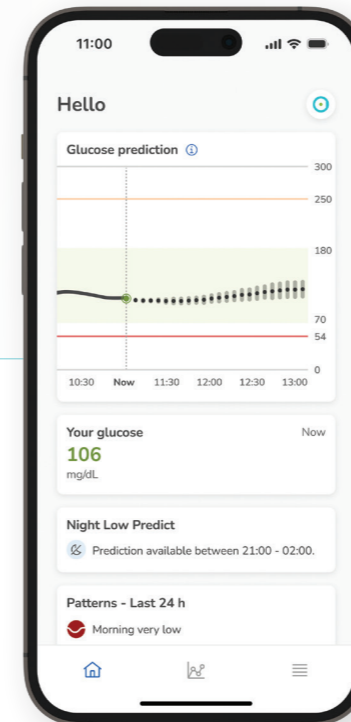 11:00
Hello
Glucose prediction
300
250
180
70
54
0
10:30 Now 11:30 12:00 12:30 13:00
Your glucose Now
106
mg/dL
Night Low Predict
Prediction available between 21:00 - 02:00.
Patterns - Last 24 h
Morning very low